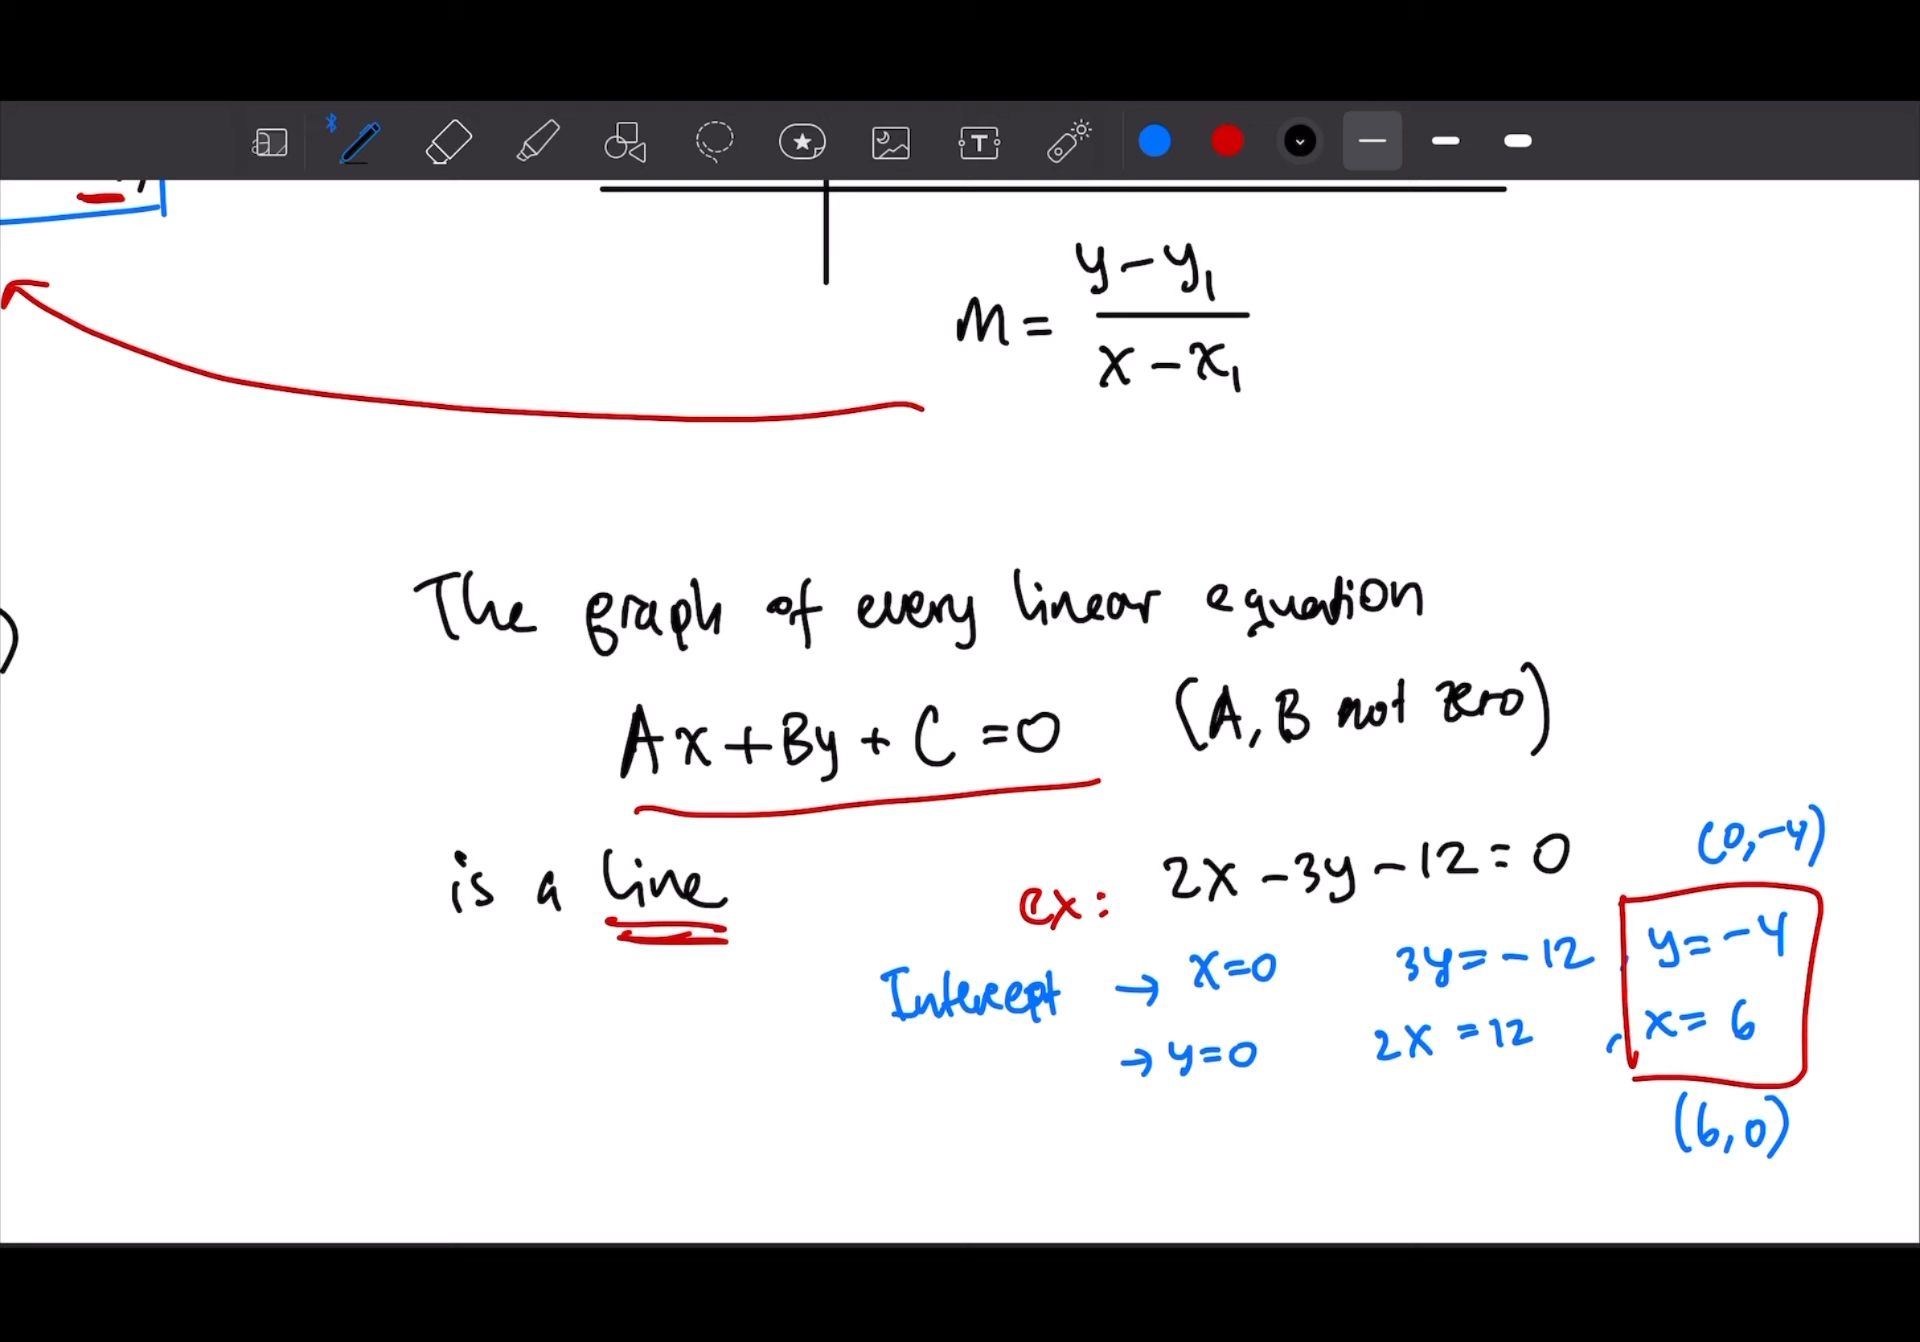 m = y - y₁ / x - x₁
The graph of every linear equation
Ax + By + C = 0 (A, B not zero)
is a line
ex: 2x - 3y - 12 = 0 (0, -4)
Intercept → x = 0 3y = -12 y = -4
→ y = 0 2x = 12 x = 6
(6, 0)